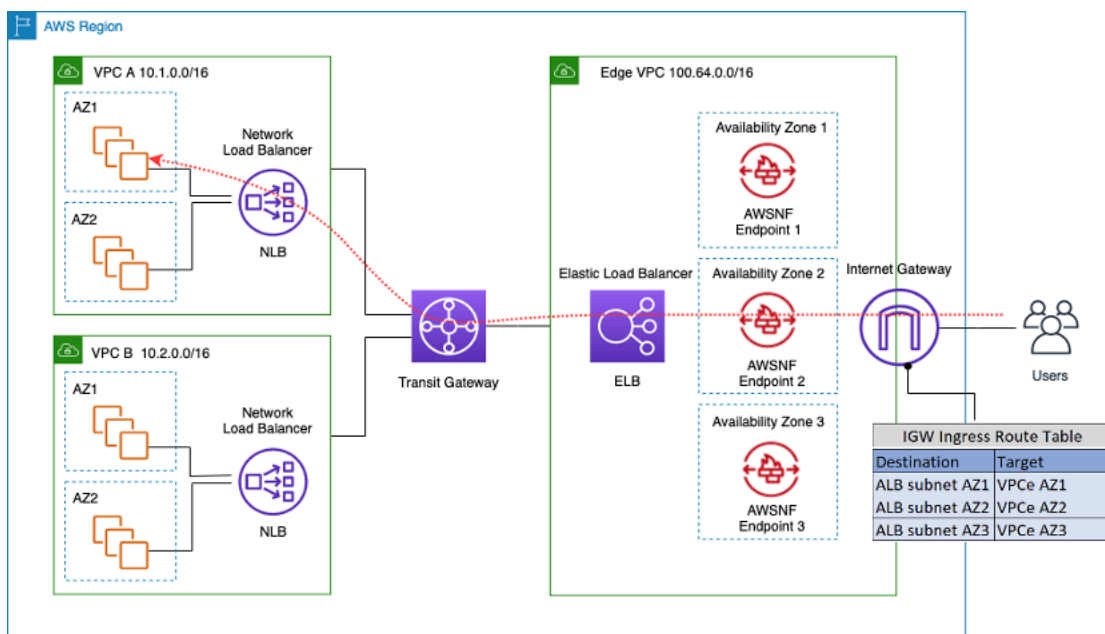 AWS Region
VPC A 10.1.0.0/16
AZ1
AZ2
Network
Load Balancer
NLB
VPC B 10.2.0.0/16
AZ1
AZ2
Network
Load Balancer
NLB
Transit Gateway
Edge VPC 100.64.0.0/16
Elastic Load Balancer
ELB
Availability Zone 1
AWSNF
Endpoint 1
Availability Zone 2
AWSNF
Endpoint 2
Availability Zone 3
AWSNF
Endpoint 3
Internet Gateway
Users
IGW Ingress Route Table
Destination Target
ALB subnet AZ1 VPCe AZ1
ALB subnet AZ2 VPCe AZ2
ALB subnet AZ3 VPCe AZ3